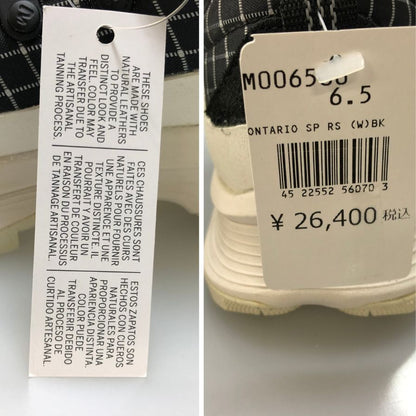 THESE SHOES
ARE MADE WITH
NATURAL LEATHERS
TO PROVIDE A
DISTINCT LOOK AND
FEEL. COLOR MAY
TRANSFER DUE TO
THE ARTISANAL
TANNING PROCESS.
CES CHAUSSURES SONT
FAITES AVEC DES CUIRS
NATURELS POUR FOURNIR
UNE APPARENCE ET UNE
TEXTURE DISTINCTE. IL
POURRAIT Y AVOIR UN
TRANSFERT DE COULEUR
EN RAISON DU PROCESSUS
DE TANNAGE ARTISANAL.
ESTOS ZAPATOS SON
HECHOS CON CUEROS
NATURALES PARA
PROPORCIONAR UNA
APARIENCIA DISTINTA.
COLOR PUEDE
TRANSFERIR DEBIDO
AL PROCESO DE
CURTIDO ARTESANAL.
6.5
ONTARIO SP RS (W)BK
45 22552 56070 3
¥ 26,400 税込